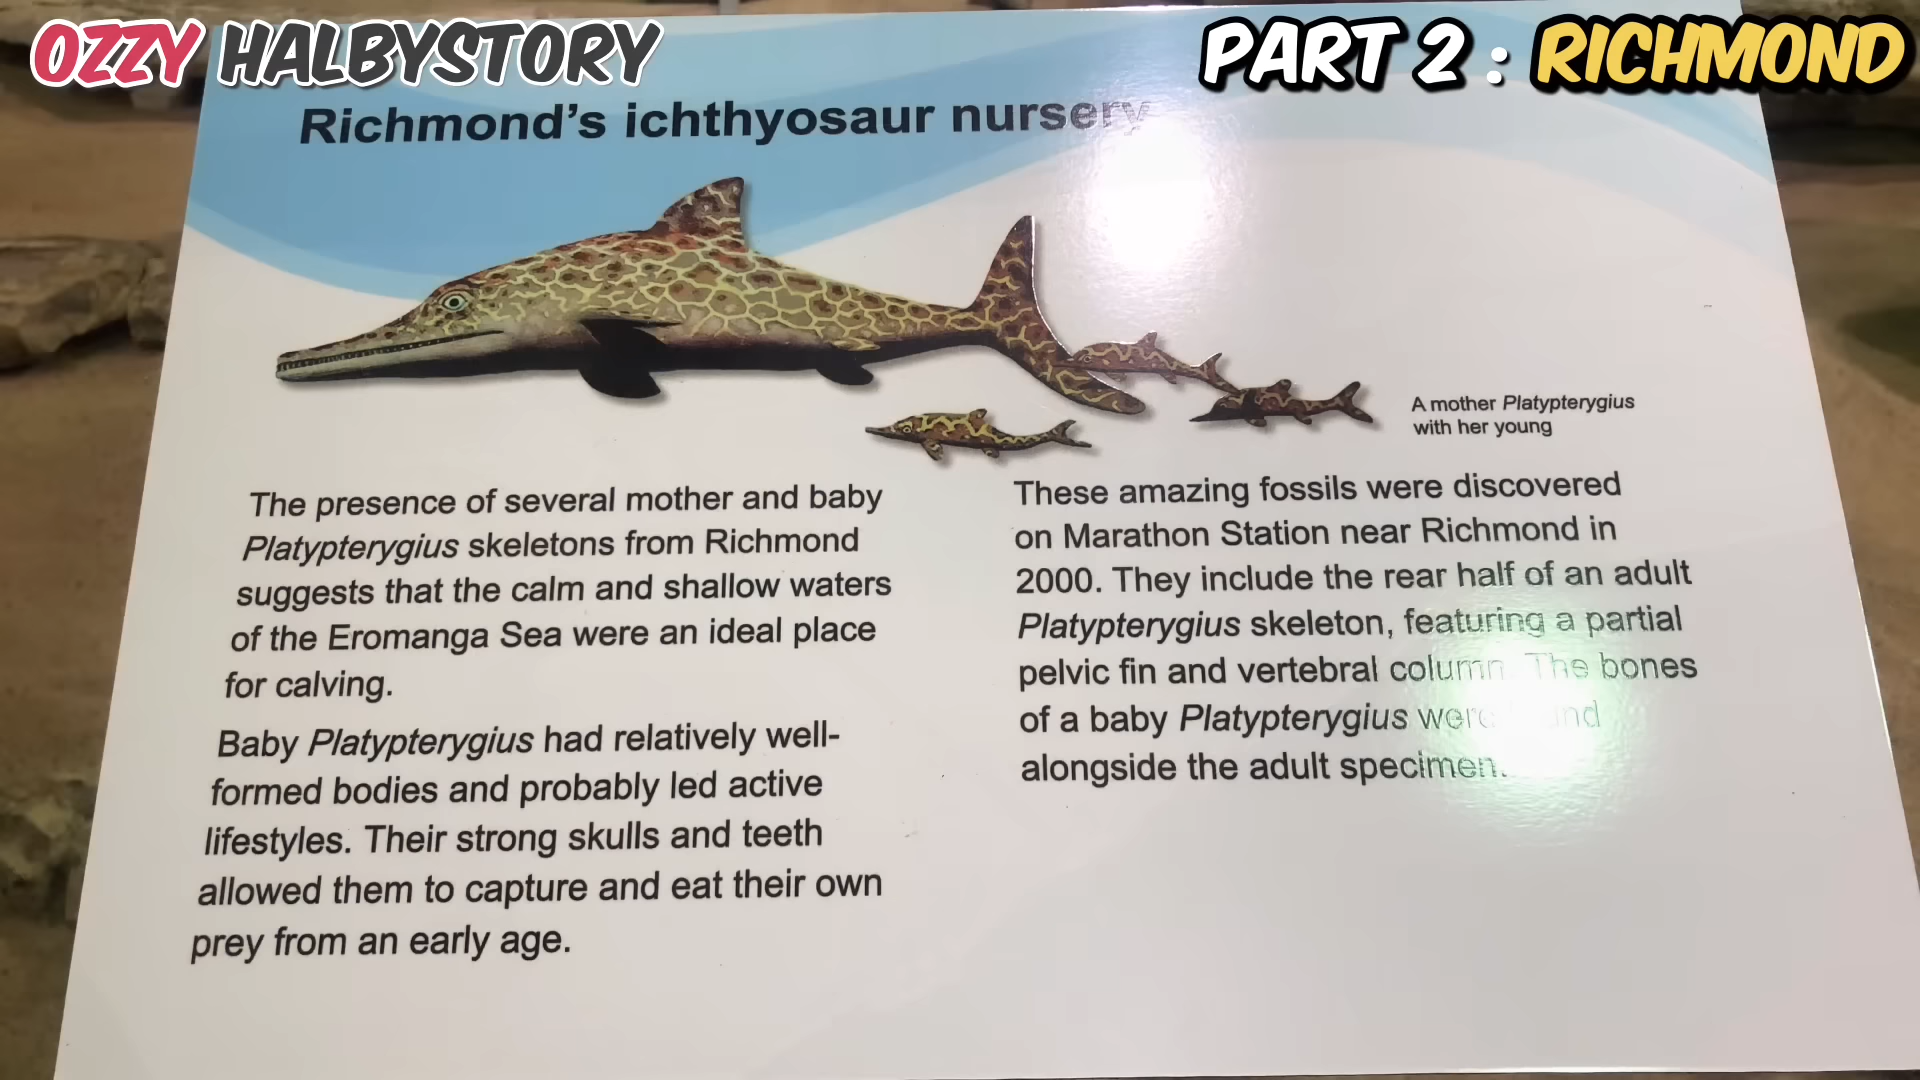 OZZY HALBYSTORY
PART 2 : RICHMOND
Richmond's ichthyosaur nursery
A mother Platypterygius
with her young
The presence of several mother and baby
Platypterygius skeletons from Richmond
suggests that the calm and shallow waters
of the Eromanga Sea were an ideal place
for calving.
Baby Platypterygius had relatively well-
formed bodies and probably led active
lifestyles. Their strong skulls and teeth
allowed them to capture and eat their own
prey from an early age.
These amazing fossils were discovered
on Marathon Station near Richmond in
2000. They include the rear half of an adult
Platypterygius skeleton, featuring a partial
pelvic fin and vertebral column. The bones
of a baby Platypterygius were
alongside the adult specimen.